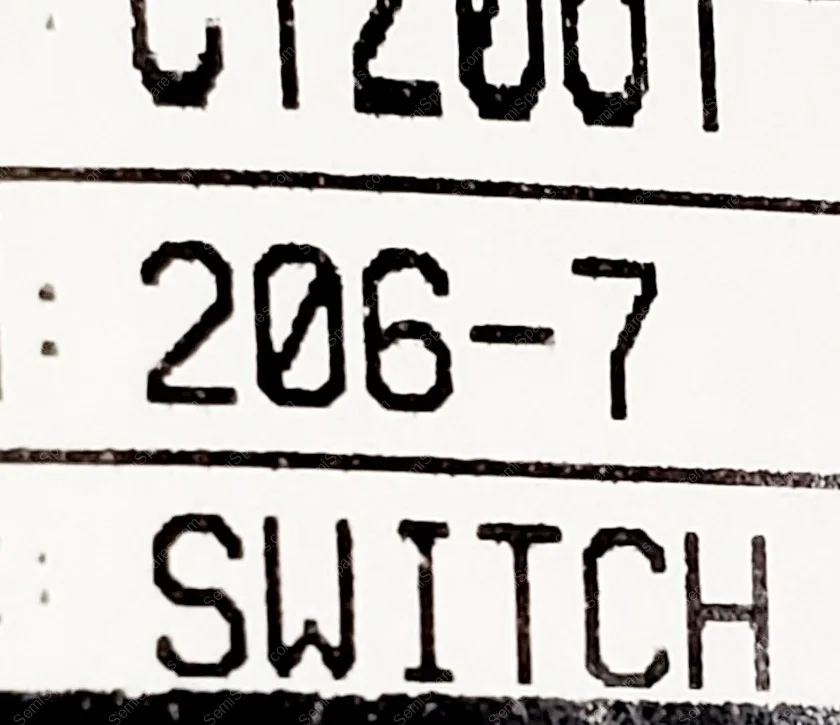 : 206-7
: SWITCH